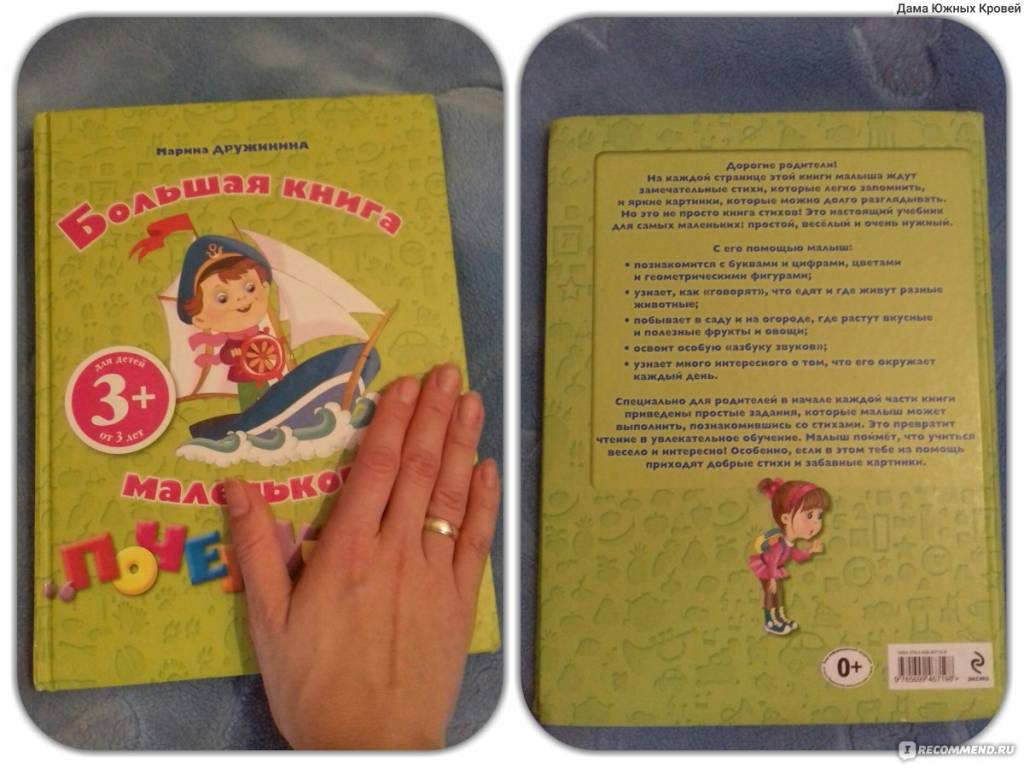 Дама Южных Кровей
Марина ДРУЖИНИНА
Большая книга
для детей
3+
от 3 лет
Дорогие родители!
На каждой странице этой книги малыша ждут
замечательные стихи, которые легко запомнить,
и яркие картинки, которые можно долго разглядывать.
Но это не просто книга стихов! Это настоящий учебник
для самых маленьких: простой, весёлый и очень нужный.
С его помощью малыш:
• познакомится с буквами и цифрами, цветами
и геометрическими фигурами;
• узнает, как «говорят», что едят и где живут разные
животные;
• побывает в саду и на огороде, где растут вкусные
и полезные фрукты и овощи;
• освоит особую «азбуку звуков»;
• узнает много интересного о том, что его окружает
каждый день.
Специально для родителей в начале каждой части книги
приведены простые задания, которые малыш может
выполнить, познакомившись со стихами. Это превратит
чтение в увлекательное обучение. Малыш поймёт, что учиться
весело и интересно! Особенно, если в этом тебе на помощь
приходят добрые стихи и забавные картинки.
0+
9 785699 467198 >
ЭКСМО
IRECOMMEND.RU